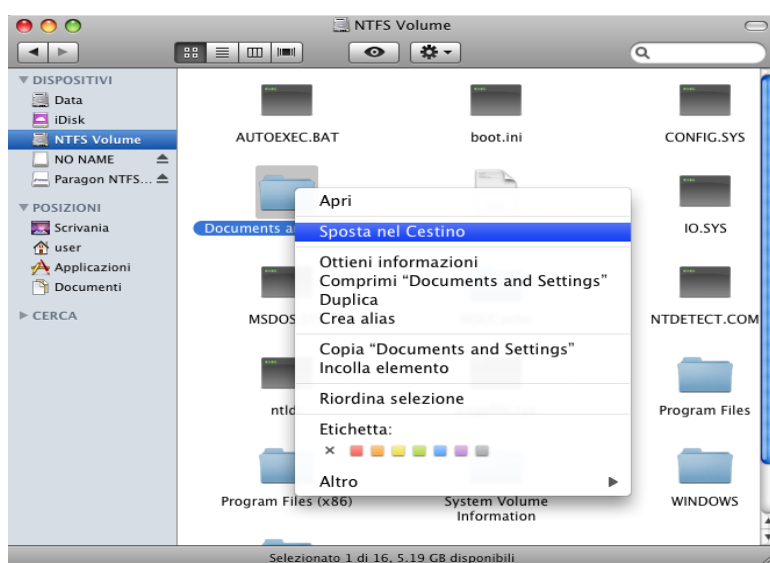 NTFS Volume
DISPOSITIVI
Data
iDisk
NTFS Volume
NO NAME
Paragon NTFS...
POSIZIONI
Scrivania
user
Applicazioni
Documenti
CERCA
AUTOEXEC.BAT
boot.ini
CONFIG.SYS
Documents a
IO.SYS
MSDOS
NTDETECT.COM
ntld
Program Files
Program Files (x86)
System Volume
Information
WINDOWS
Apri
Sposta nel Cestino
Ottieni informazioni
Comprimi “Documents and Settings”
Duplica
Crea alias
Copia “Documents and Settings”
Incolla elemento
Riordina selezione
Etichetta:
Altro
Selezionato 1 di 16, 5.19 GB disponibili